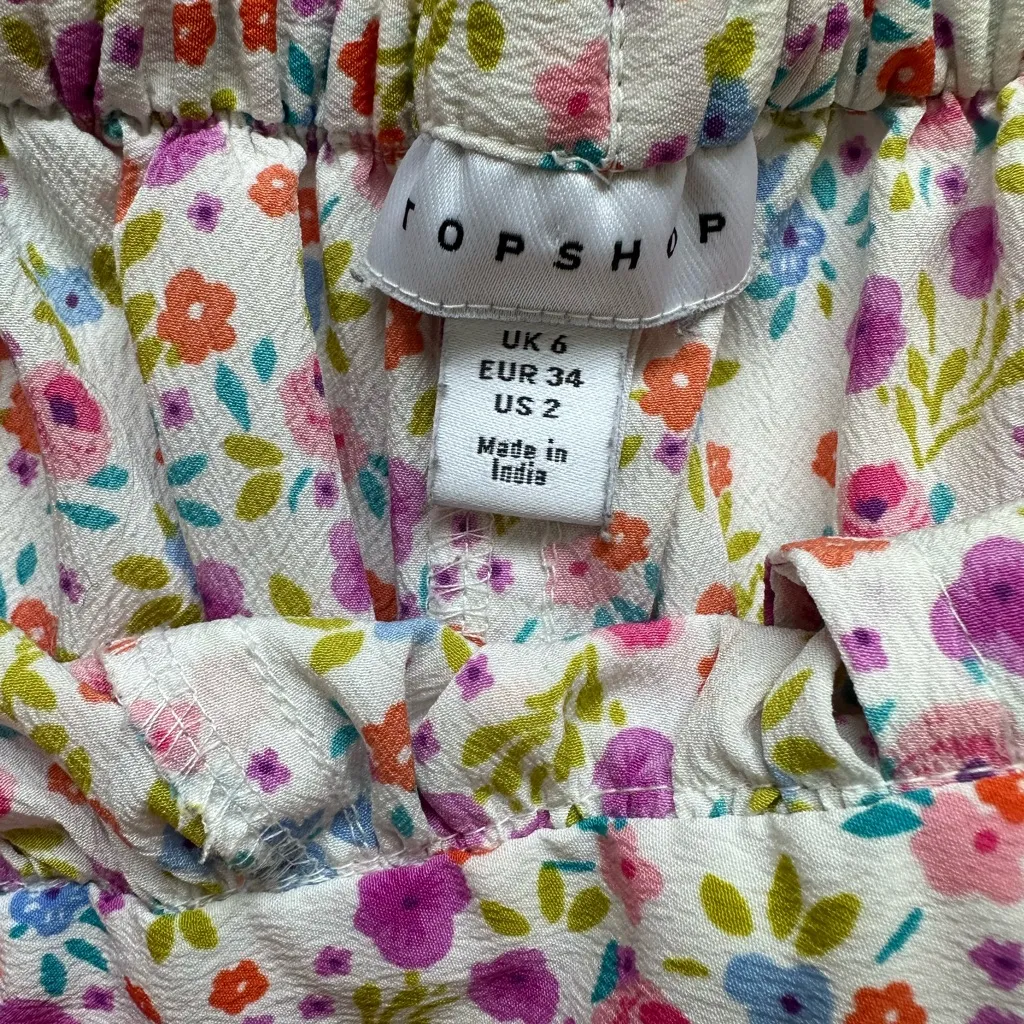 TOPSHOP
UK 6
EUR 34
US 2
Made in
India